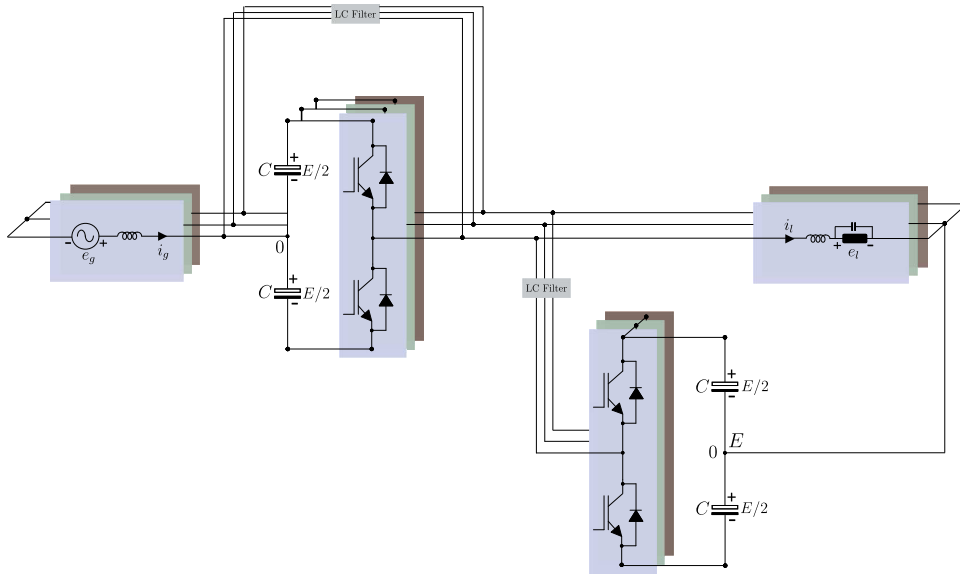 LC Filter
C + E/2
-
- + e_g i_g
0
C + E/2
-
i_l
+ e_l -
LC Filter
C + E/2
-
0 E
C + E/2
-